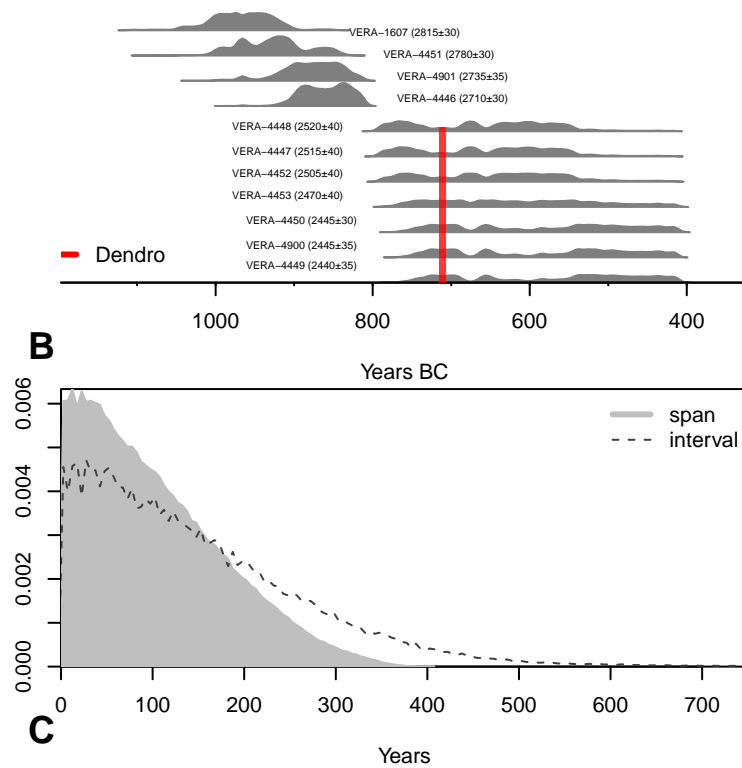 VERA−1607 (2815±30)
VERA−4451 (2780±30)
VERA−4901 (2735±35)
VERA−4446 (2710±30)
VERA−4448 (2520±40)
VERA−4447 (2515±40)
VERA−4452 (2505±40)
VERA−4453 (2470±40)
VERA−4450 (2445±30)
VERA−4900 (2445±35)
VERA−4449 (2440±35)
Dendro
1000 800 600 400
B
Years BC
0.006
0.004
0.002
0.000
span
interval
0 100 200 300 400 500 600 700
C
Years